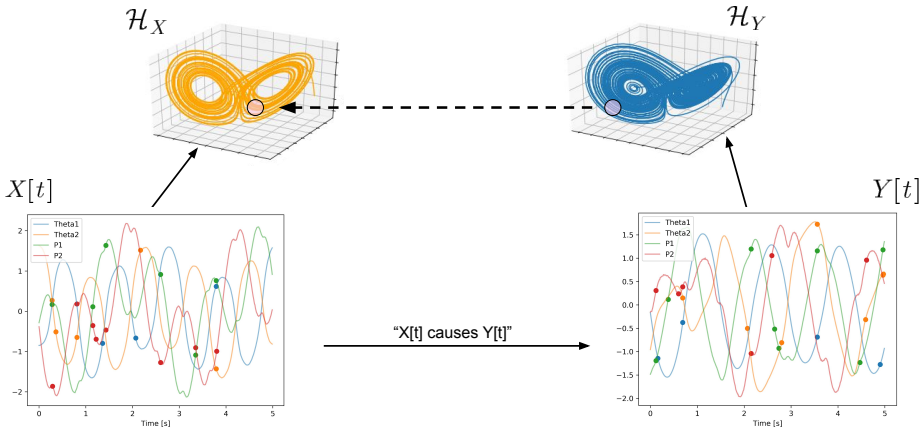 𝓗_X
𝓗_Y
X[t]
Y[t]
Theta1
Theta2
P1
P2
2
1
0
−1
−2
0
1
2
3
4
5
Time [s]
“X[t] causes Y[t]”
Theta1
Theta2
P1
P2
1.5
1.0
0.5
0.0
−0.5
−1.0
−1.5
−2.0
0
1
2
3
4
5
Time [s]